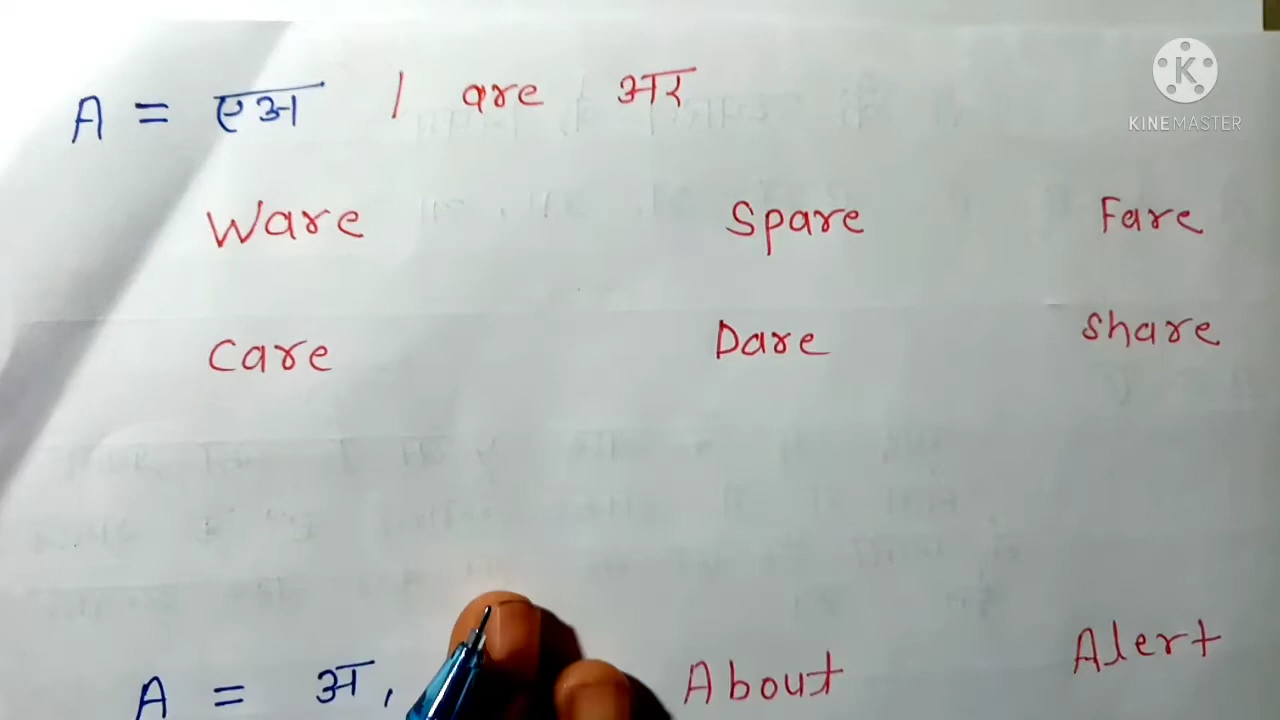 A = एअ / are / अर
KINEMASTER
Ware Spare Fare
Care Dare Share
A = अ, About Alert